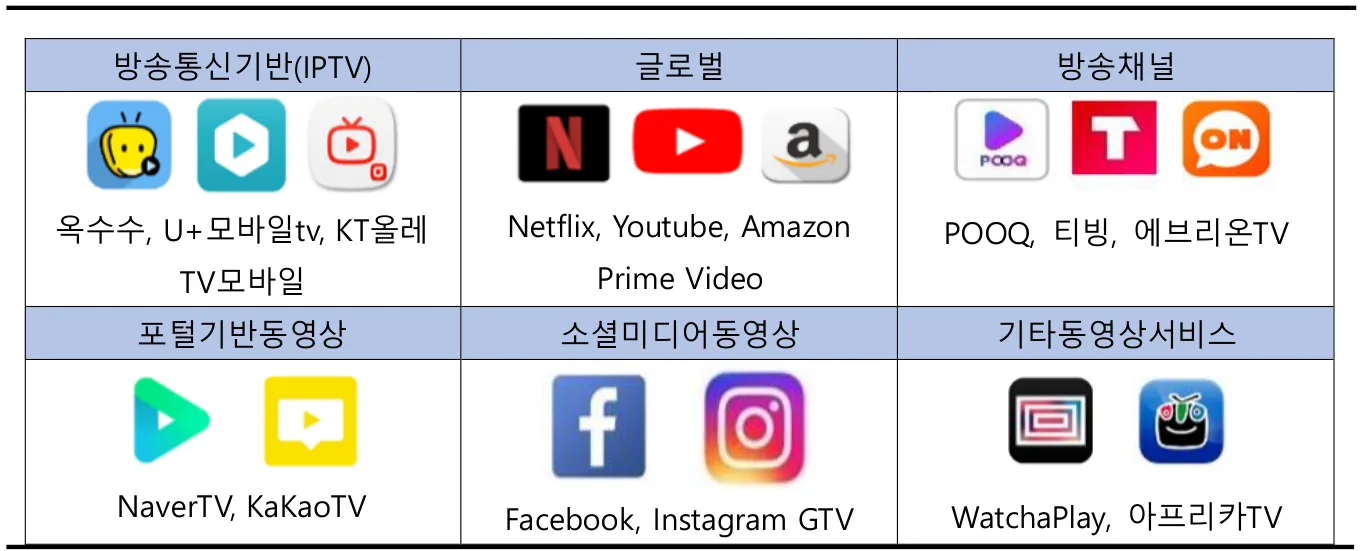 방송통신기반(IPTV)
글로벌
방송채널
N
a
POOQ
T
ON
옥수수, U+모바일tv, KT올레
TV모바일
Netflix, Youtube, Amazon
Prime Video
POOQ, 티빙, 에브리온TV
포털기반동영상
소셜미디어동영상
기타동영상서비스
f
NaverTV, KaKaoTV
Facebook, Instagram GTV
WatchaPlay, 아프리카TV